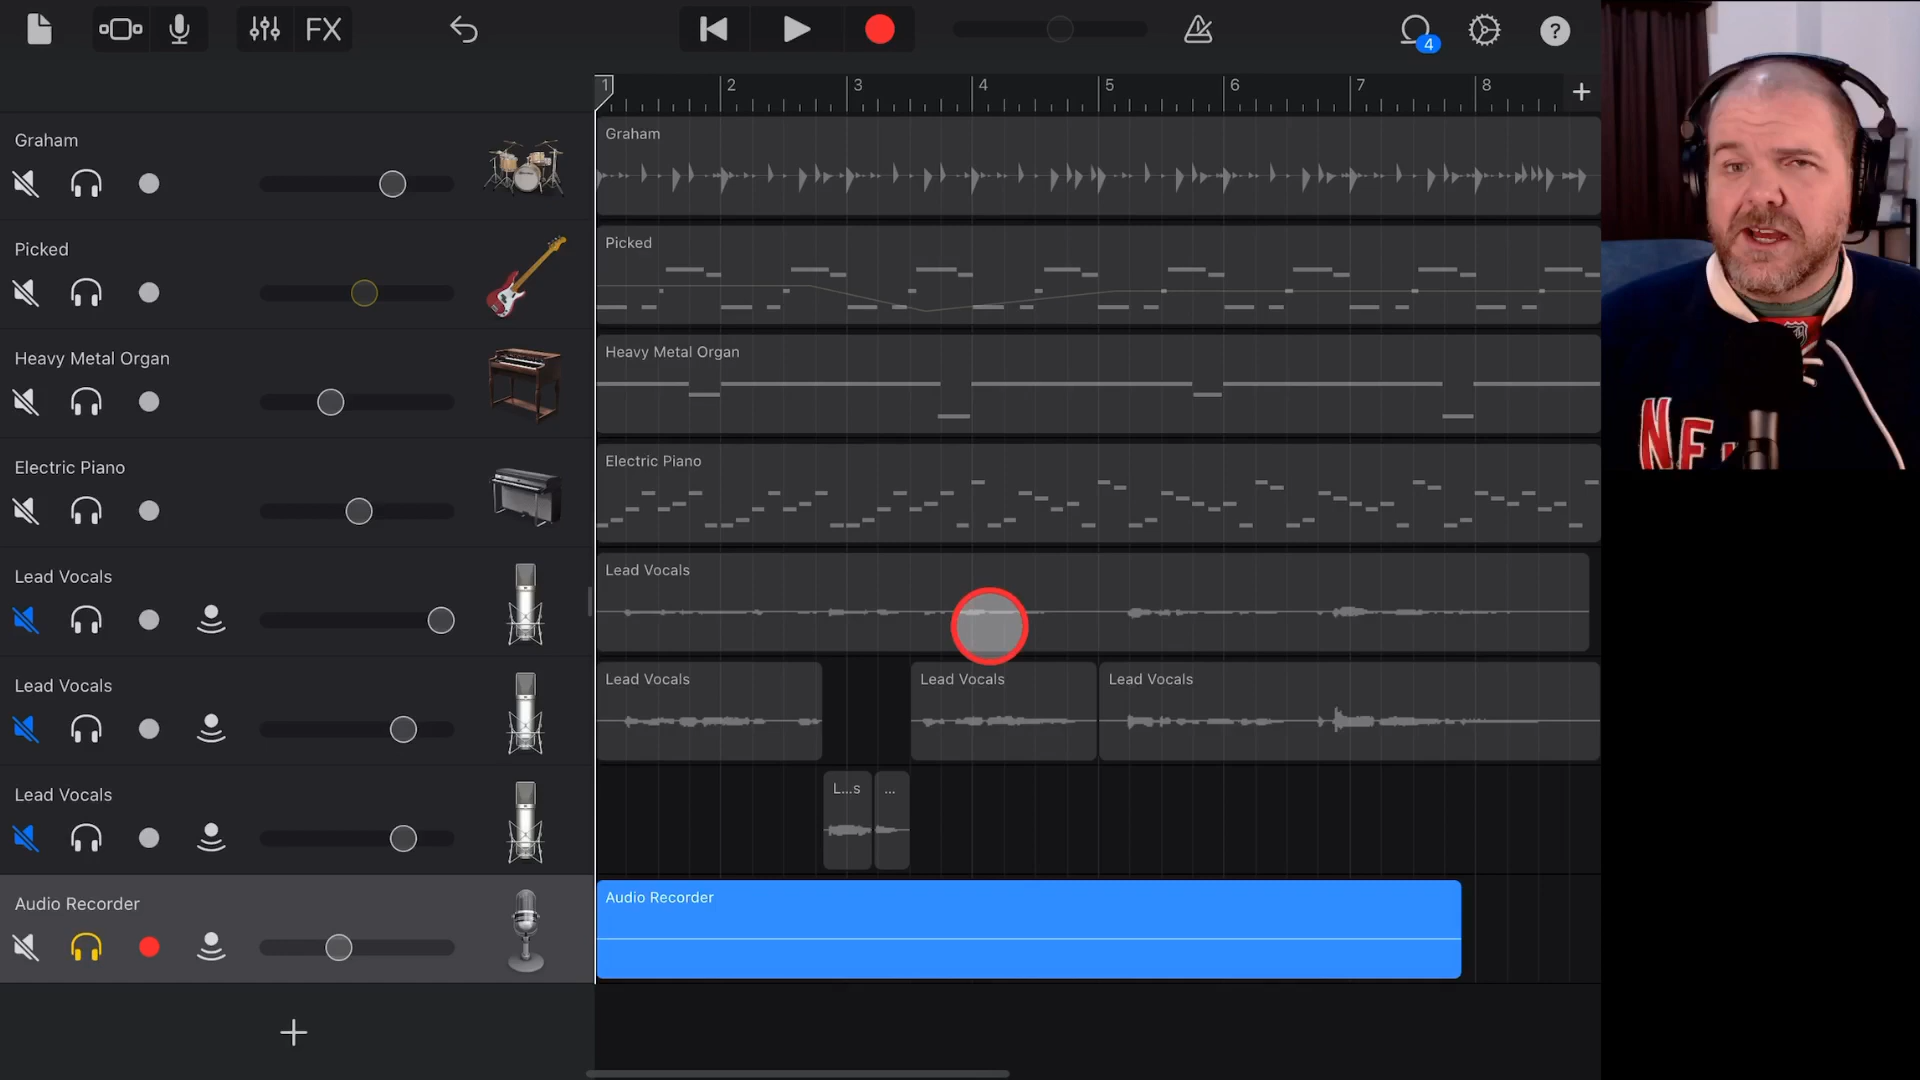 FX
4
?
1 2 3 4 5 6 7 8
Graham
Graham
Picked
Picked
Heavy Metal Organ
Heavy Metal Organ
Electric Piano
Electric Piano
Lead Vocals
Lead Vocals
Lead Vocals
Lead Vocals
Lead Vocals
Lead Vocals
Lead Vocals
L...s
...
Audio Recorder
Audio Recorder